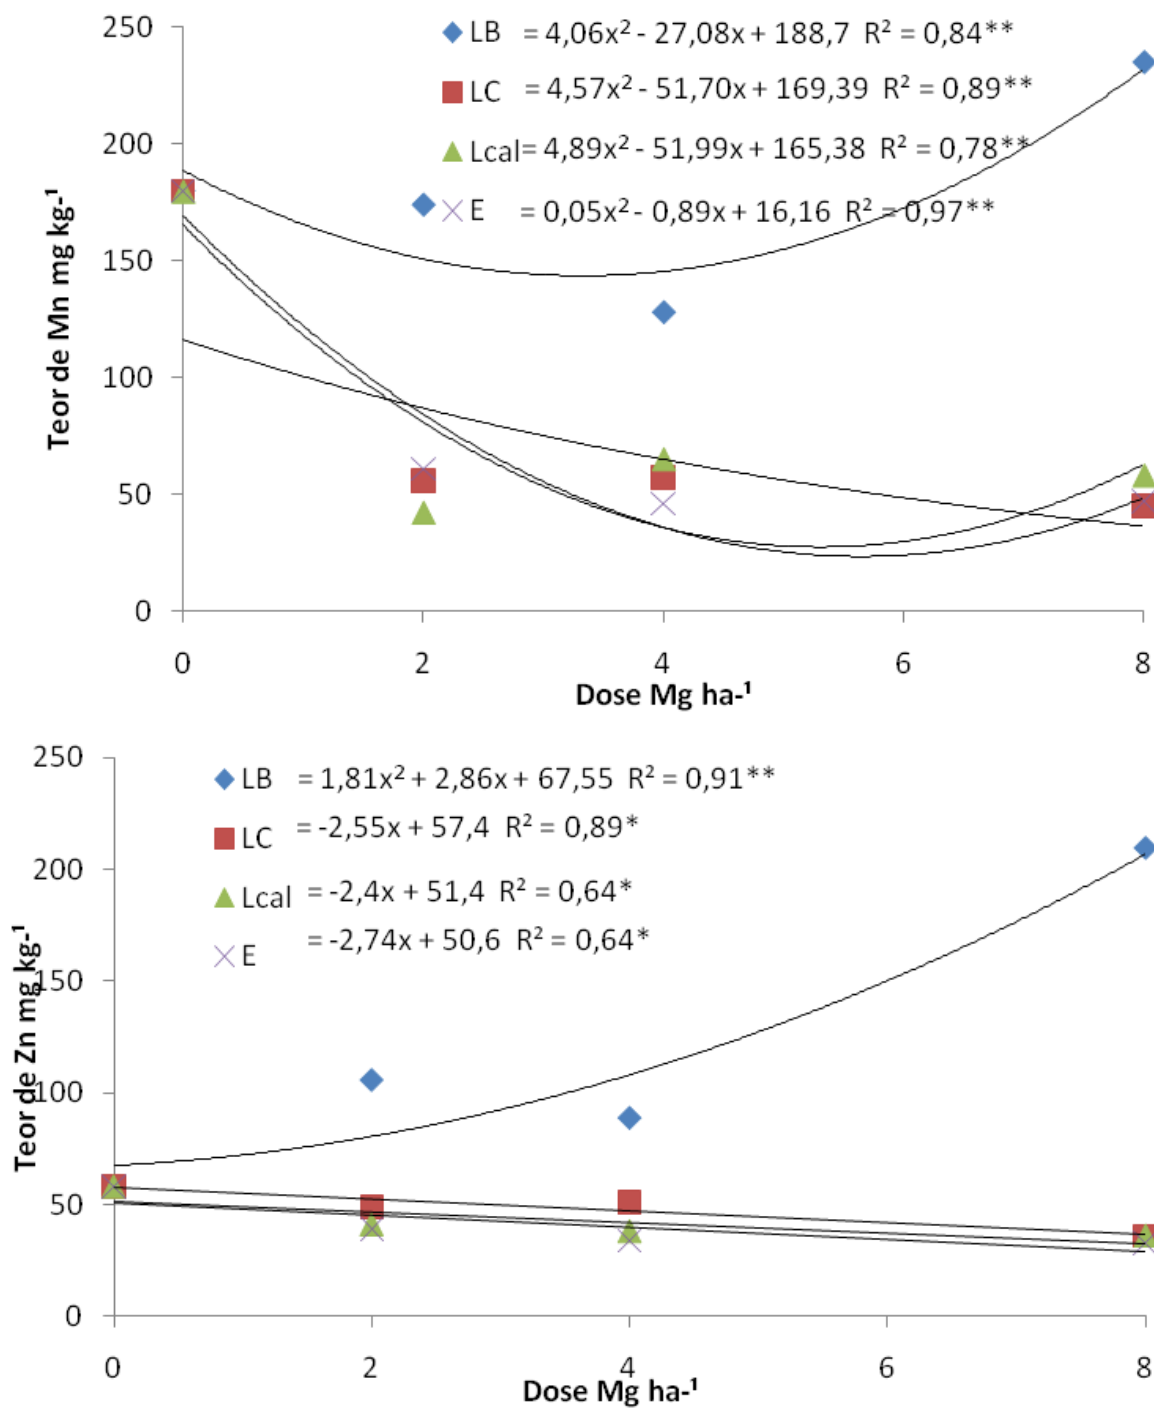 250
LB = 4,06x² - 27,08x + 188,7 R² = 0,84**
LC = 4,57x² - 51,70x + 169,39 R² = 0,89**
200
Lcal = 4,89x² - 51,99x + 165,38 R² = 0,78**
E = 0,05x² - 0,89x + 16,16 R² = 0,97**
150
Teor de Mn mg kg-¹
100
50
0
0 2 4 6 8
Dose Mg ha-¹
250
LB = 1,81x² + 2,86x + 67,55 R² = 0,91**
LC = -2,55x + 57,4 R² = 0,89*
200
Lcal = -2,4x + 51,4 R² = 0,64*
E = -2,74x + 50,6 R² = 0,64*
150
Teor de Zn mg kg-¹
100
50
0
0 2 4 6 8
Dose Mg ha-¹